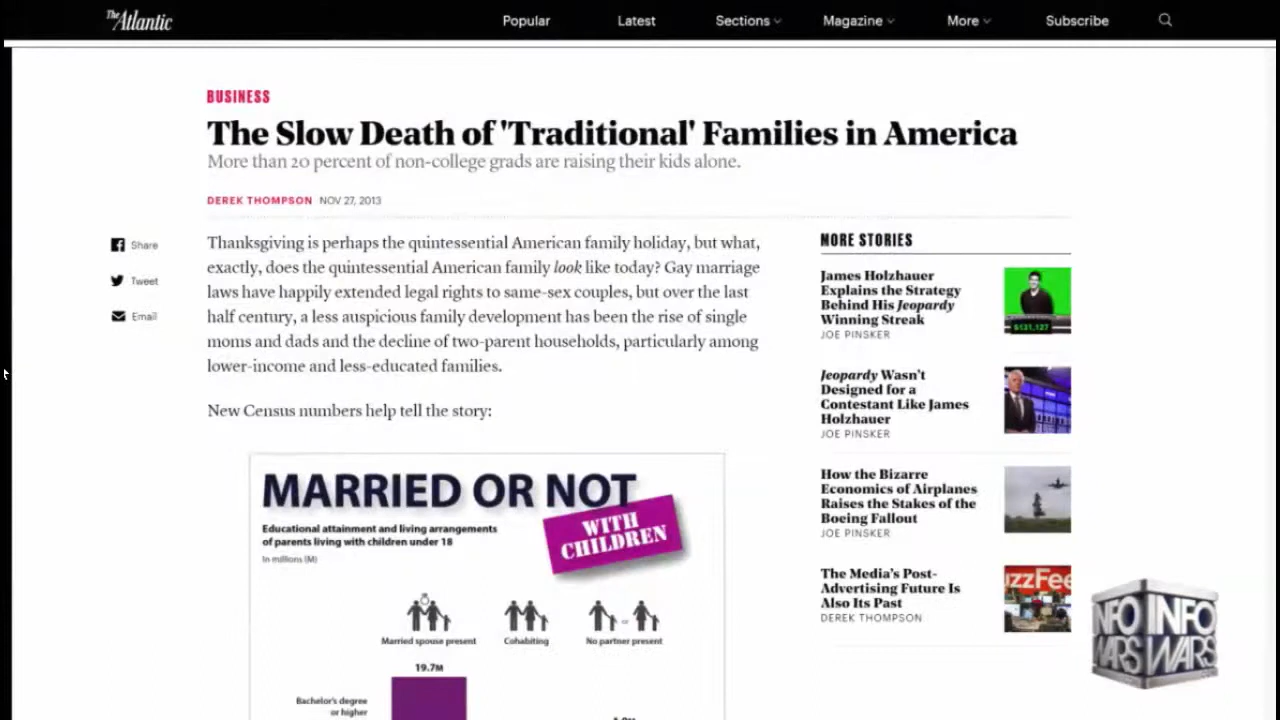 The Atlantic
Popular Latest Sections Magazine More Subscribe
BUSINESS
The Slow Death of 'Traditional' Families in America
More than 20 percent of non-college grads are raising their kids alone.
DEREK THOMPSON NOV 27, 2013
Share
Tweet
Email
Thanksgiving is perhaps the quintessential American family holiday, but what,
exactly, does the quintessential American family look like today? Gay marriage
laws have happily extended legal rights to same-sex couples, but over the last
half century, a less auspicious family development has been the rise of single
moms and dads and the decline of two-parent households, particularly among
lower-income and less-educated families.
New Census numbers help tell the story:
MARRIED OR NOT
WITH
CHILDREN
Educational attainment and living arrangements
of parents living with children under 18
In millions (M)
Married spouse present
Cohabiting
or
No partner present
19.7M
Bachelor's degree
or higher
MORE STORIES
James Holzhauer
Explains the Strategy
Behind His Jeopardy
Winning Streak
JOE PINSKER
$131,127
Jeopardy Wasn't
Designed for a
Contestant Like James
Holzhauer
JOE PINSKER
How the Bizarre
Economics of Airplanes
Raises the Stakes of the
Boeing Fallout
JOE PINSKER
The Media's Post-
Advertising Future Is
Also Its Past
DEREK THOMPSON
uzzFee
NFO INFO
WARS WARS